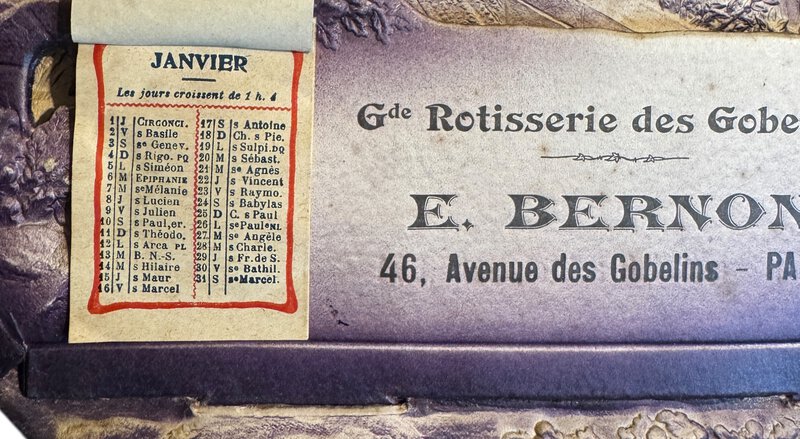 JANVIER
Les jours croissent de 1 h. 4
1 J CIRCONCI.
2 V s Basile
3 S se Genev.
4 D s Rigo. PQ
5 L s Siméon
6 M EPIPHANIE
7 M se Mélanie
8 J s Lucien
9 V s Julien
10 S s Paul, er.
11 D s Théodo.
12 L s Arca PL
13 M B. N.-S.
14 M s Hilaire
15 J s Maur
16 V s Marcel
17 S s Antoine
18 D Ch. s Pie.
19 L s Sulpi. DQ
20 M s Sébast.
21 M se Agnès
22 J s Vincent
23 V s Raymo.
24 S s Babylas
25 D C. s Paul
26 L se Paule NL
27 M se Angèle
28 M s Charle.
29 J s Fr. de S.
30 V se Bathil.
31 S se Marcel.
Gde Rotisserie des Gobe
E. BERNON
46, Avenue des Gobelins - PA